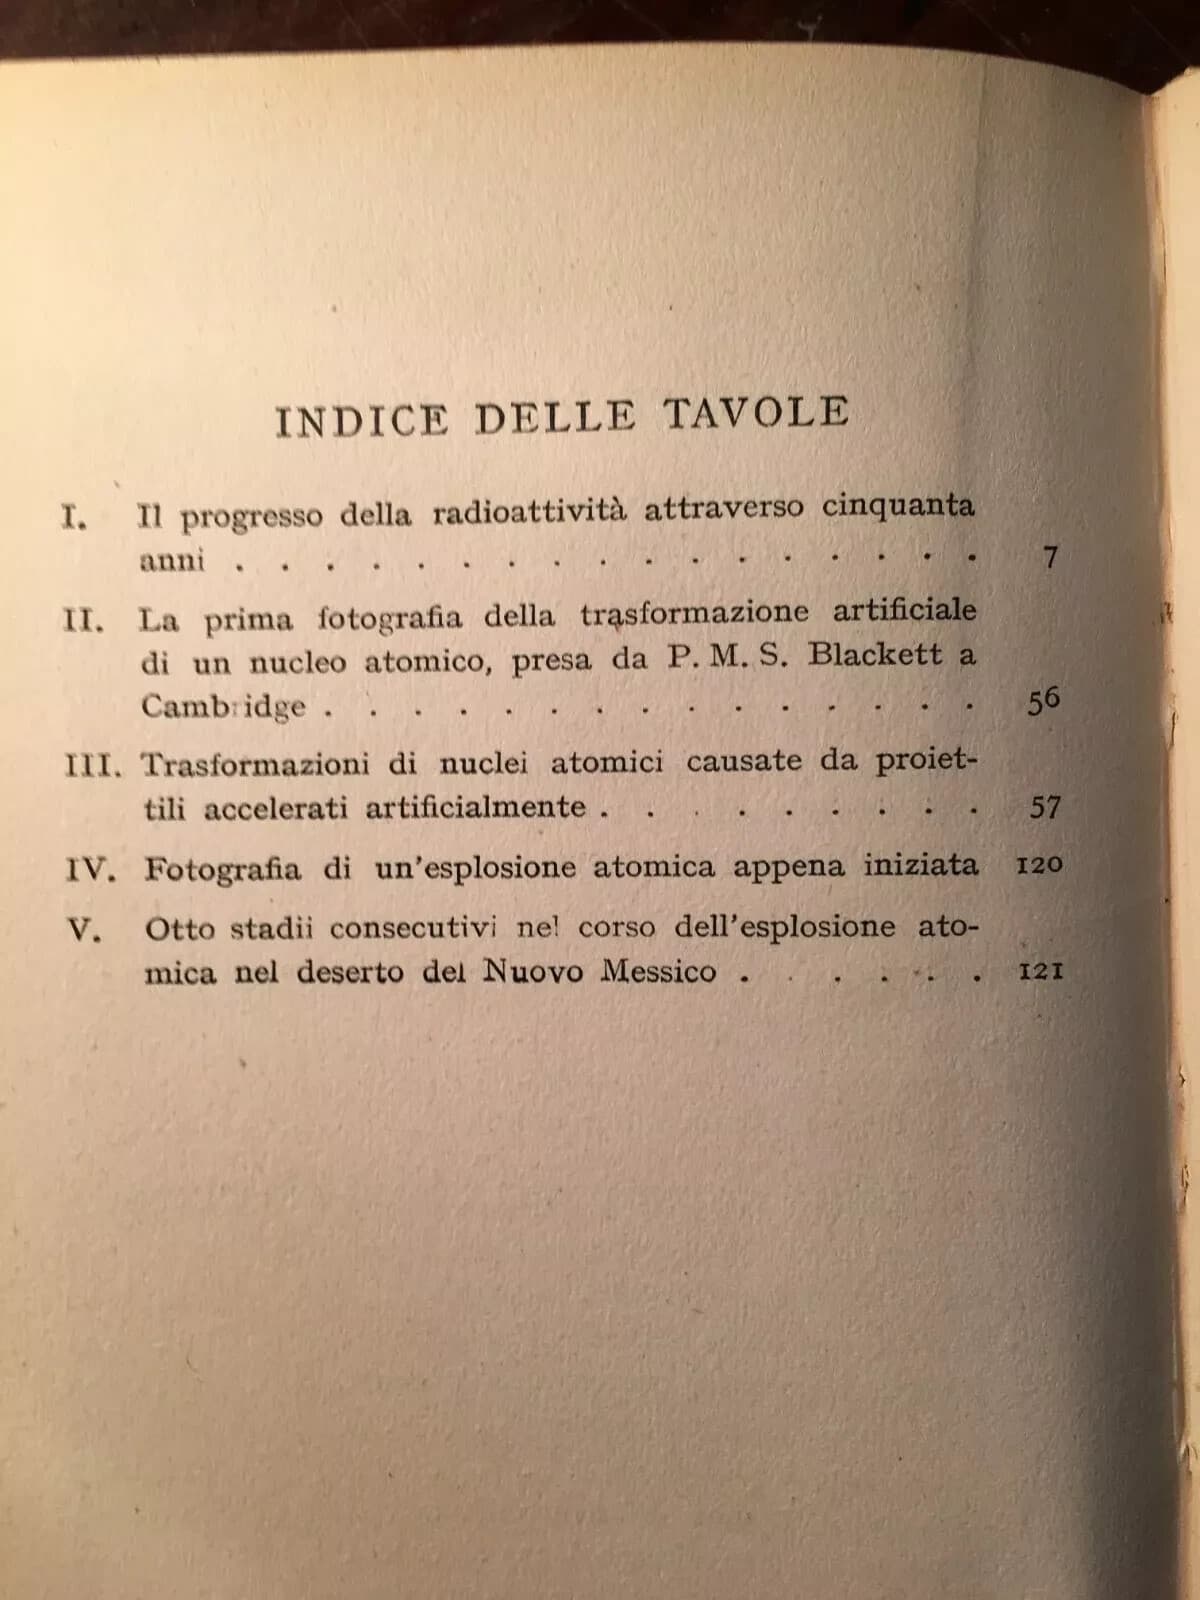 INDICE DELLE TAVOLE
I. Il progresso della radioattività attraverso cinquanta
anni . . . . . . . . . . . . . . . . . 7
II. La prima fotografia della trasformazione artificiale
di un nucleo atomico, presa da P. M. S. Blackett a
Cambridge . . . . . . . . . . . . . . . 56
III. Trasformazioni di nuclei atomici causate da proiet-
tili accelerati artificialmente . . . . . . . . . 57
IV. Fotografia di un'esplosione atomica appena iniziata 120
V. Otto stadii consecutivi nel corso dell'esplosione ato-
mica nel deserto del Nuovo Messico . . . . . . 121